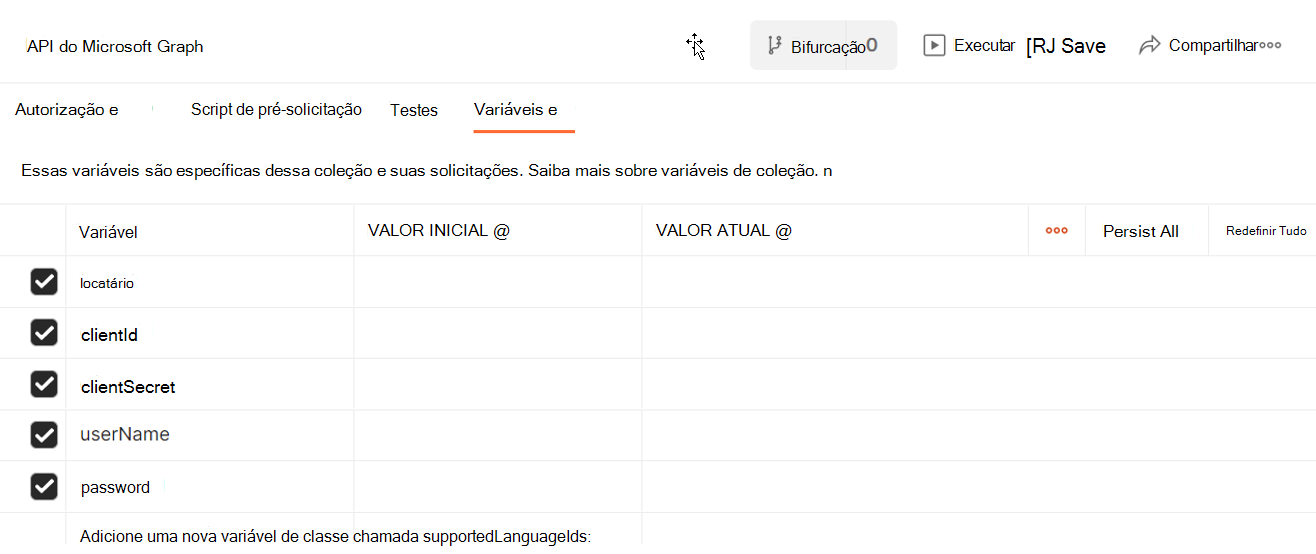 API do Microsoft Graph Bifurcação 0 Executar [RJ Save Compartilhar
Autorização e Script de pré-solicitação Testes Variáveis e
Essas variáveis são específicas dessa coleção e suas solicitações. Saiba mais sobre variáveis de coleção. n
Variável VALOR INICIAL @ VALOR ATUAL @ Persist All Redefinir Tudo
locatário
clientId
clientSecret
userName
password
Adicione uma nova variável de classe chamada supportedLanguageIds: